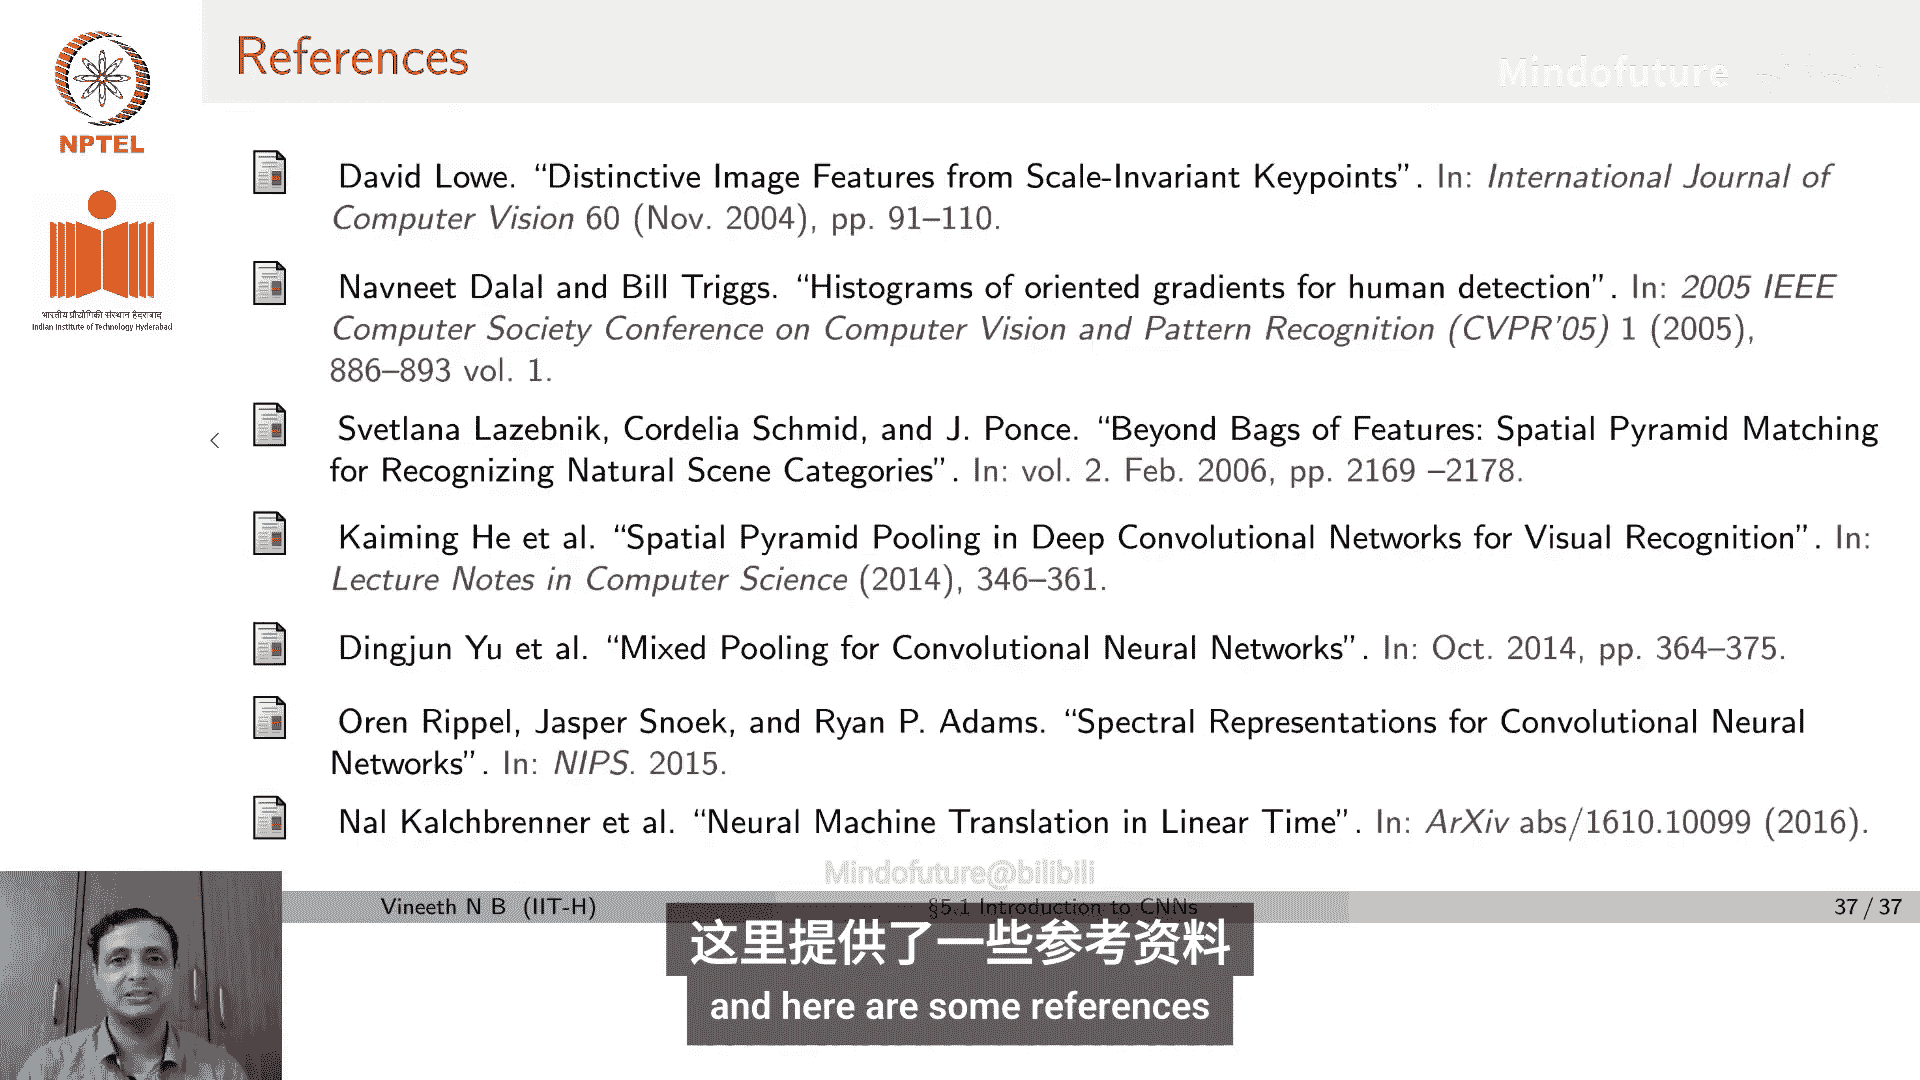 References
Mindofuture
NPTEL
भारतीय प्रौद्योगिकी संस्थान हैदराबाद
Indian Institute of Technology Hyderabad
David Lowe. “Distinctive Image Features from Scale-Invariant Keypoints”. In: International Journal of
Computer Vision 60 (Nov. 2004), pp. 91–110.
Navneet Dalal and Bill Triggs. “Histograms of oriented gradients for human detection”. In: 2005 IEEE
Computer Society Conference on Computer Vision and Pattern Recognition (CVPR’05) 1 (2005),
886–893 vol. 1.
Svetlana Lazebnik, Cordelia Schmid, and J. Ponce. “Beyond Bags of Features: Spatial Pyramid Matching
for Recognizing Natural Scene Categories”. In: vol. 2. Feb. 2006, pp. 2169 –2178.
Kaiming He et al. “Spatial Pyramid Pooling in Deep Convolutional Networks for Visual Recognition”. In:
Lecture Notes in Computer Science (2014), 346–361.
Dingjun Yu et al. “Mixed Pooling for Convolutional Neural Networks”. In: Oct. 2014, pp. 364–375.
Oren Rippel, Jasper Snoek, and Ryan P. Adams. “Spectral Representations for Convolutional Neural
Networks”. In: NIPS. 2015.
Nal Kalchbrenner et al. “Neural Machine Translation in Linear Time”. In: ArXiv abs/1610.10099 (2016).
Mindofuture@bilibili
Vineeth N B (IIT-H)
§5.1 Introduction to CNNs
37 / 37
这里提供了一些参考资料
and here are some references